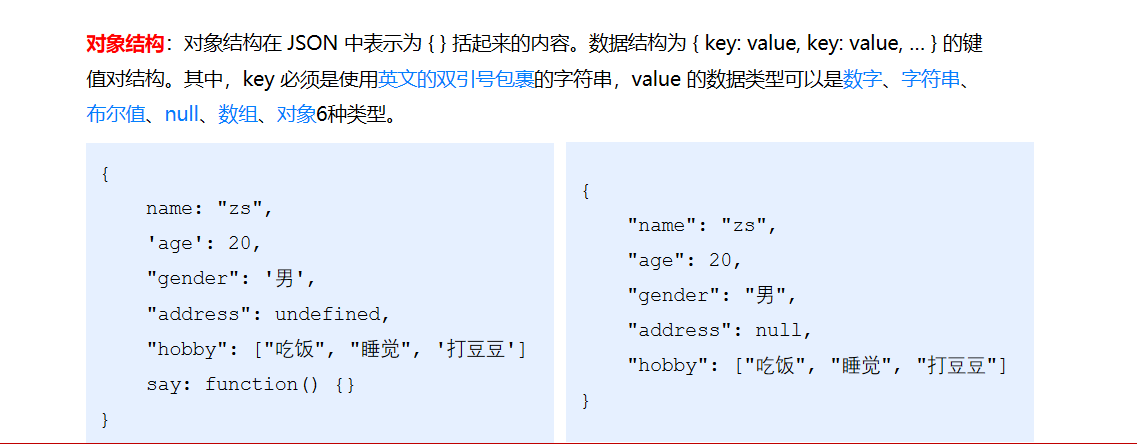 对象结构：对象结构在 JSON 中表示为 { } 括起来的内容。数据结构为 { key: value, key: value, … } 的键
值对结构。其中，key 必须是使用英文的双引号包裹的字符串，value 的数据类型可以是数字、字符串、
布尔值、null、数组、对象6种类型。
{
    name: "zs",
    'age': 20,
    "gender": '男',
    "address": undefined,
    "hobby": ["吃饭", "睡觉", '打豆豆']
    say: function() {}
}
{
    "name": "zs",
    "age": 20,
    "gender": "男",
    "address": null,
    "hobby": ["吃饭", "睡觉", "打豆豆"]
}